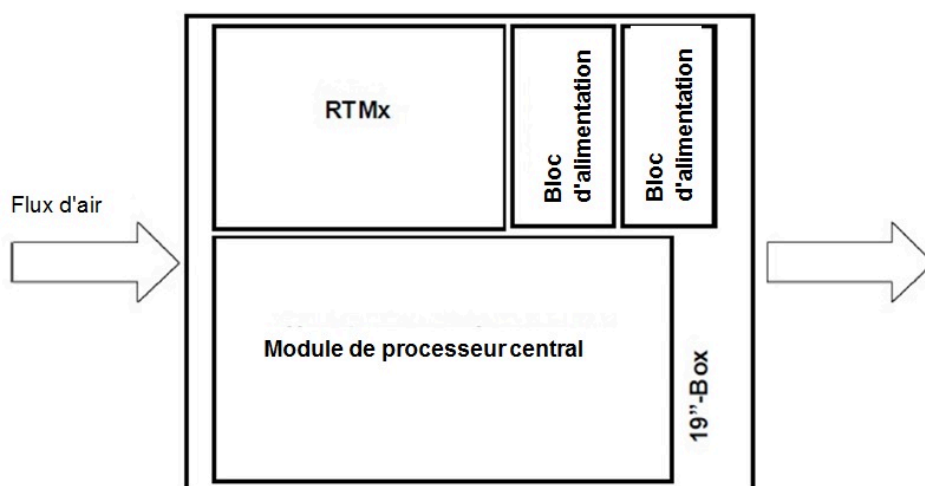 RTMx
Bloc
d'alimentation
Bloc
d'alimentation
Flux d'air
Module de processeur central
19”-Box